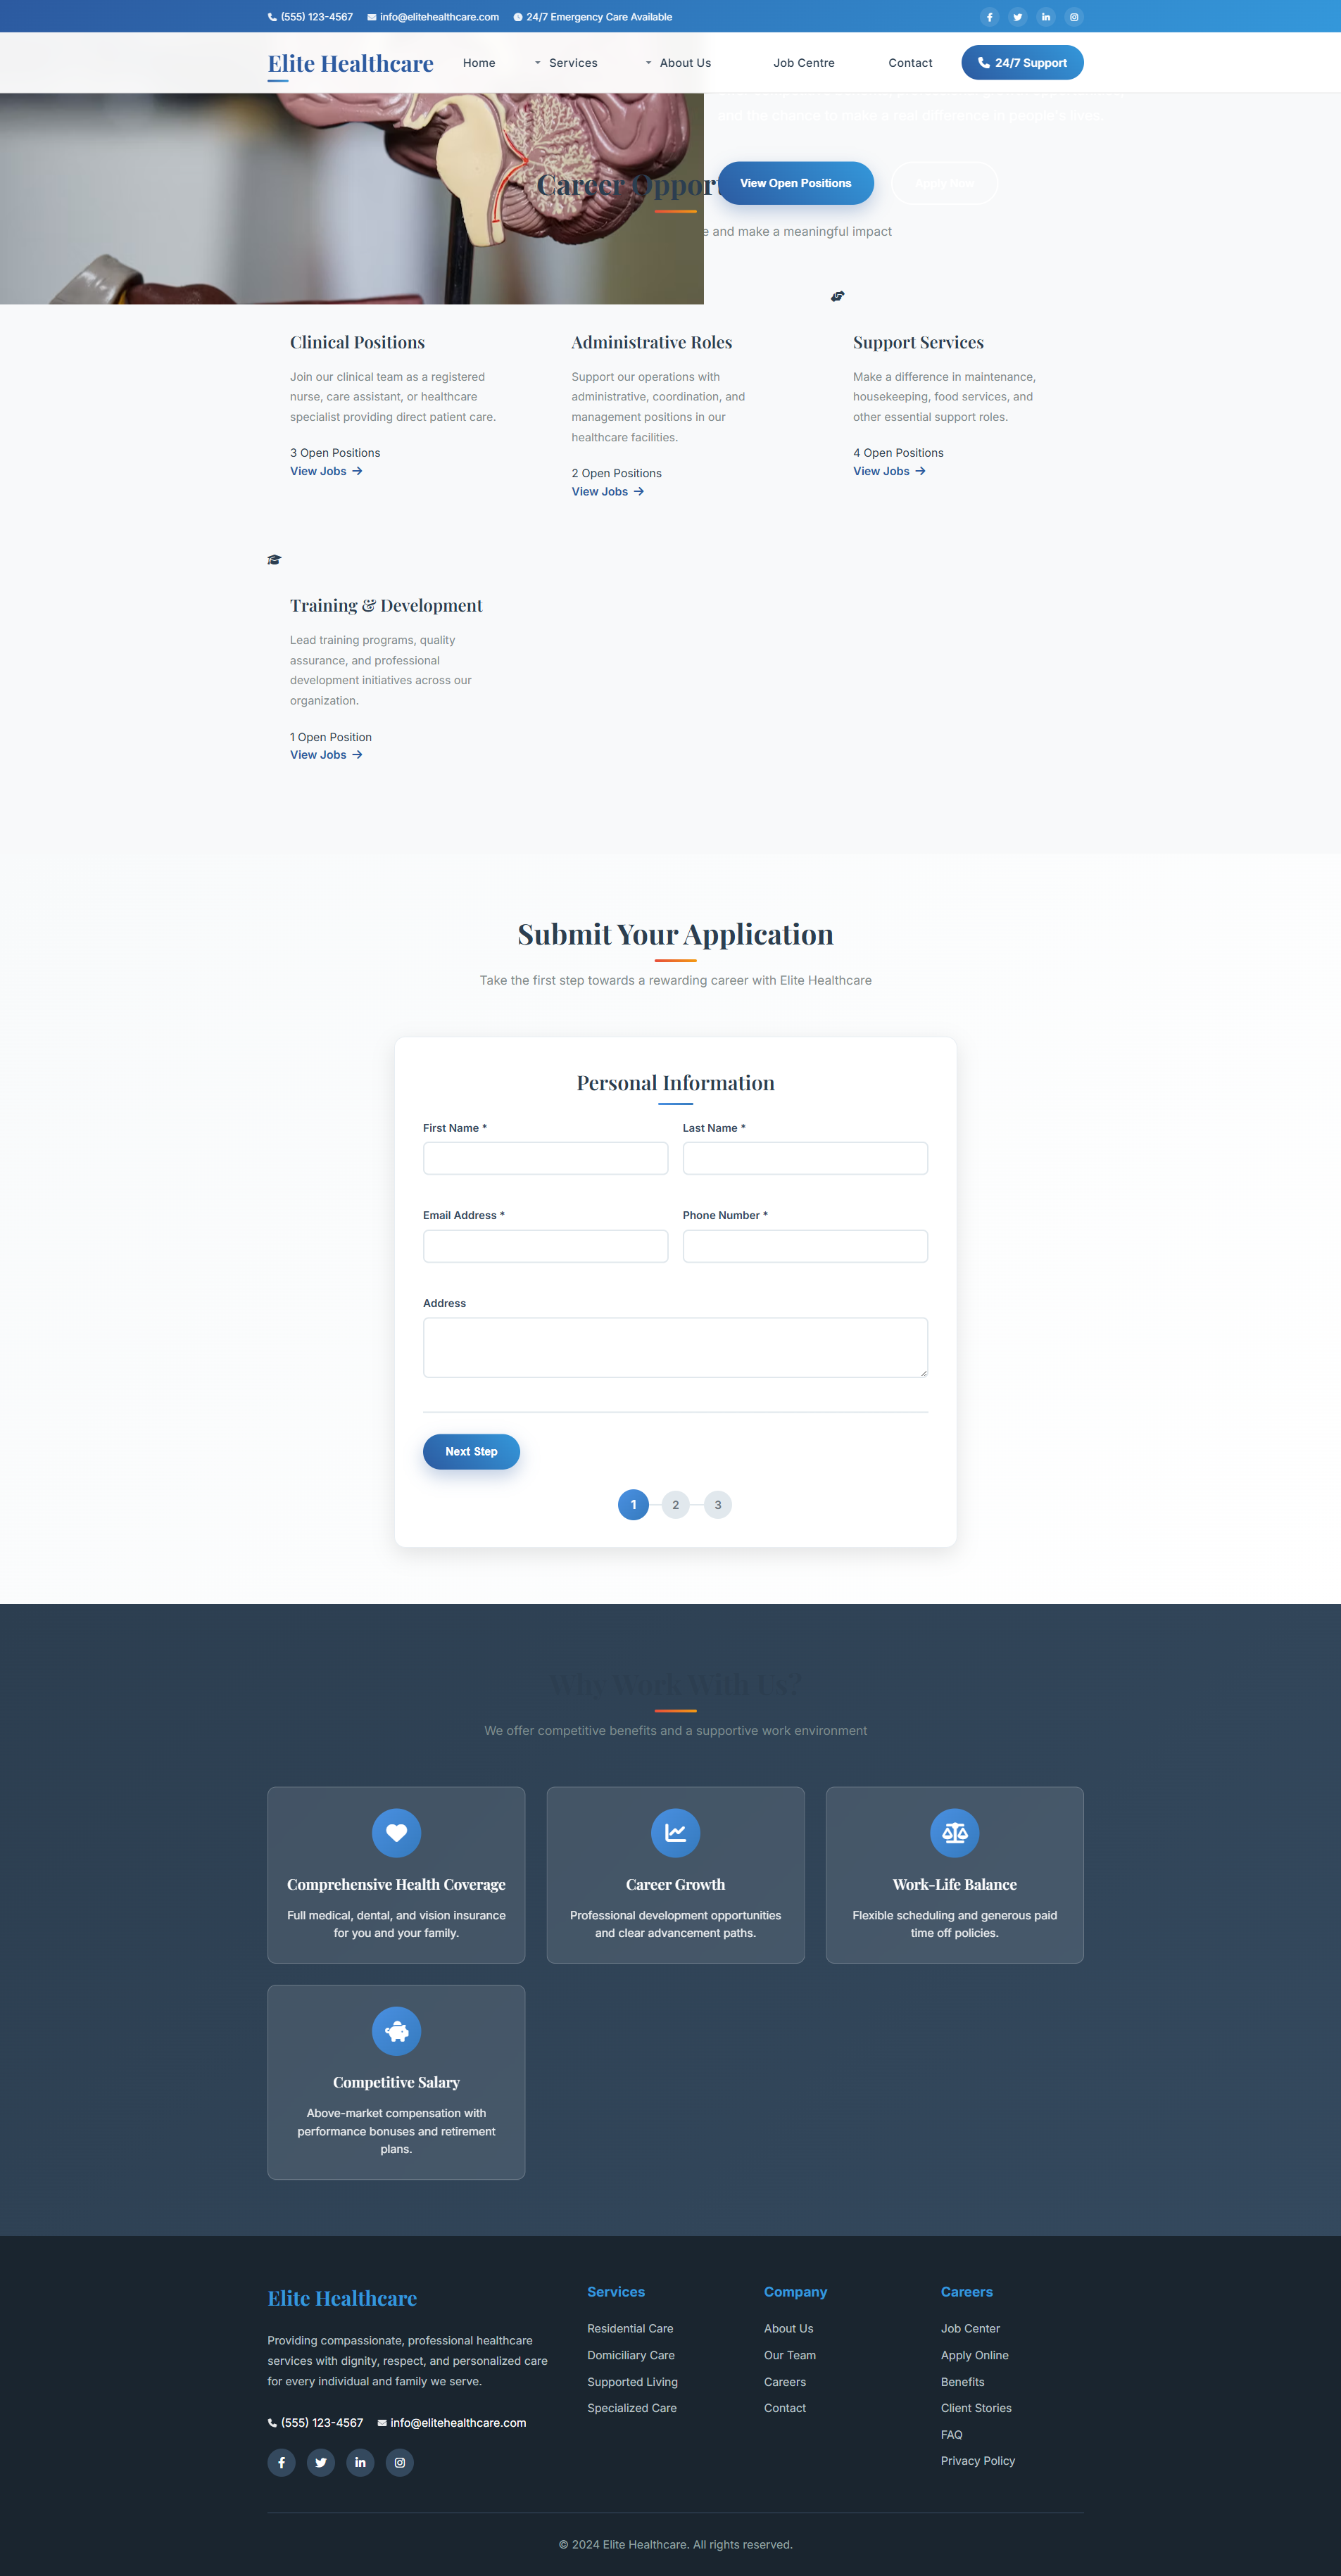 (555) 123-4567 info@elitehealthcare.com 24/7 Emergency Care Available
Elite Healthcare Home Services About Us Job Centre Contact 24/7 Support
and the chance to make a real difference in people's lives.
Career Opport
View Open Positions Apply Now
e and make a meaningful impact
Clinical Positions
Join our clinical team as a registered
nurse, care assistant, or healthcare
specialist providing direct patient care.
3 Open Positions
View Jobs
Administrative Roles
Support our operations with
administrative, coordination, and
management positions in our
healthcare facilities.
2 Open Positions
View Jobs
Support Services
Make a difference in maintenance,
housekeeping, food services, and
other essential support roles.
4 Open Positions
View Jobs
Training & Development
Lead training programs, quality
assurance, and professional
development initiatives across our
organization.
1 Open Position
View Jobs
Submit Your Application
Take the first step towards a rewarding career with Elite Healthcare
Personal Information
First Name * Last Name *
Email Address * Phone Number *
Address
Next Step
1 2 3
Why Work With Us?
We offer competitive benefits and a supportive work environment
Comprehensive Health Coverage
Full medical, dental, and vision insurance
for you and your family.
Career Growth
Professional development opportunities
and clear advancement paths.
Work-Life Balance
Flexible scheduling and generous paid
time off policies.
Competitive Salary
Above-market compensation with
performance bonuses and retirement
plans.
Elite Healthcare
Providing compassionate, professional healthcare
services with dignity, respect, and personalized care
for every individual and family we serve.
(555) 123-4567 info@elitehealthcare.com
Services
Residential Care
Domiciliary Care
Supported Living
Specialized Care
Company
About Us
Our Team
Careers
Contact
Careers
Job Center
Apply Online
Benefits
Client Stories
FAQ
Privacy Policy
© 2024 Elite Healthcare. All rights reserved.